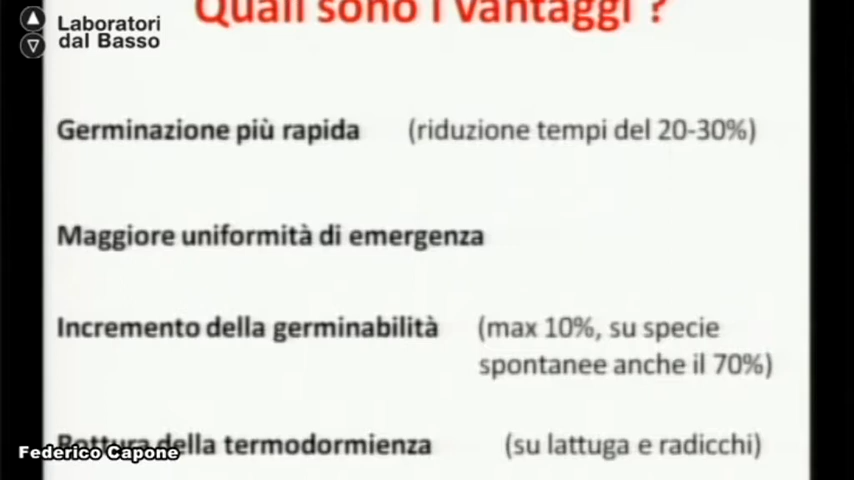 Quali sono i vantaggi ?
Laboratori
dal Basso
Germinazione più rapida (riduzione tempi del 20-30%)
Maggiore uniformità di emergenza
Incremento della germinabilità (max 10%, su specie
spontanee anche il 70%)
Rottura della termodormienza (su lattuga e radicchi)
Federico Capone